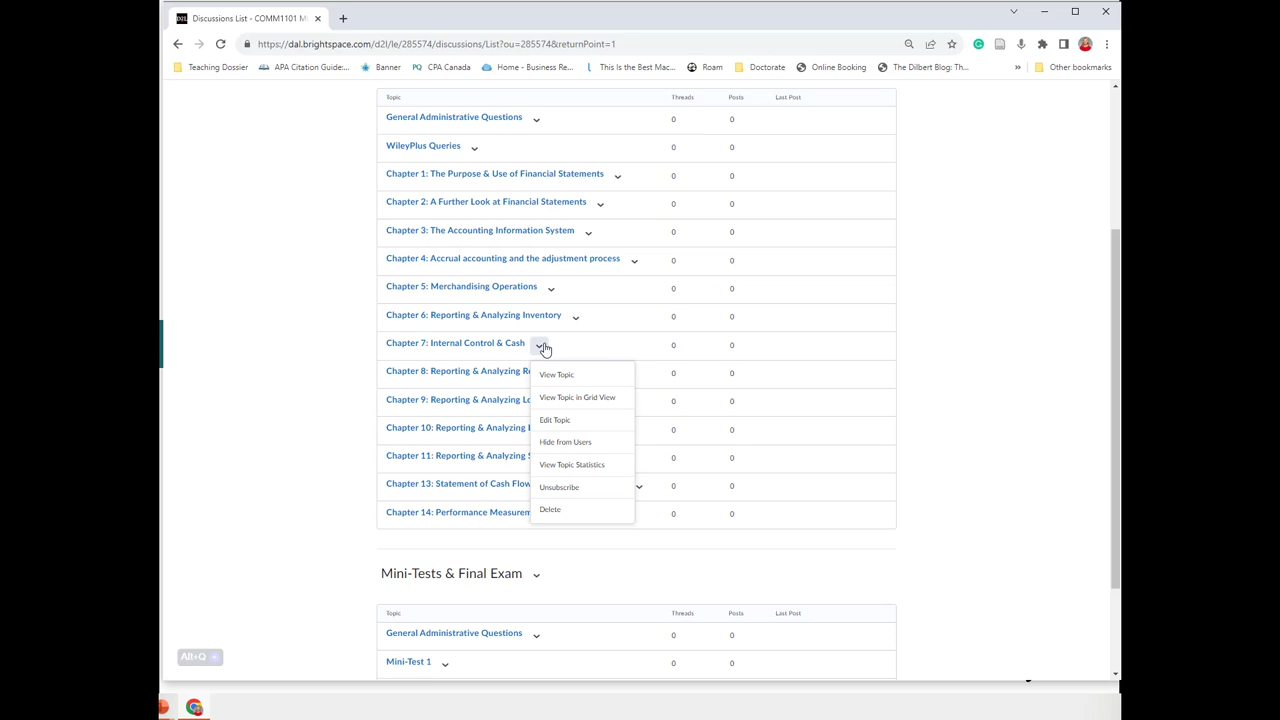 Discussions List - COMM1101 M
https://dal.brightspace.com/d2l/le/285574/discussions/List?ou=285574&returnPoint=1
Teaching Dossier
APA Citation Guide:...
Banner
CPA Canada
Home - Business Re...
This Is the Best Mac...
Roam
Doctorate
Online Booking
The Dilbert Blog: Th...
»
Other bookmarks
Topic Threads Posts Last Post
General Administrative Questions 0 0
WileyPlus Queries 0 0
Chapter 1: The Purpose & Use of Financial Statements 0 0
Chapter 2: A Further Look at Financial Statements 0 0
Chapter 3: The Accounting Information System 0 0
Chapter 4: Accrual accounting and the adjustment process 0 0
Chapter 5: Merchandising Operations 0 0
Chapter 6: Reporting & Analyzing Inventory 0 0
Chapter 7: Internal Control & Cash 0 0
Chapter 8: Reporting & Analyzing Re 0 0
Chapter 9: Reporting & Analyzing Lo 0 0
Chapter 10: Reporting & Analyzing 0 0
Chapter 11: Reporting & Analyzing S 0 0
Chapter 13: Statement of Cash Flow 0 0
Chapter 14: Performance Measurem 0 0
View Topic
View Topic in Grid View
Edit Topic
Hide from Users
View Topic Statistics
Unsubscribe
Delete
Mini-Tests & Final Exam
Topic Threads Posts Last Post
General Administrative Questions 0 0
Mini-Test 1 0 0
Alt+Q